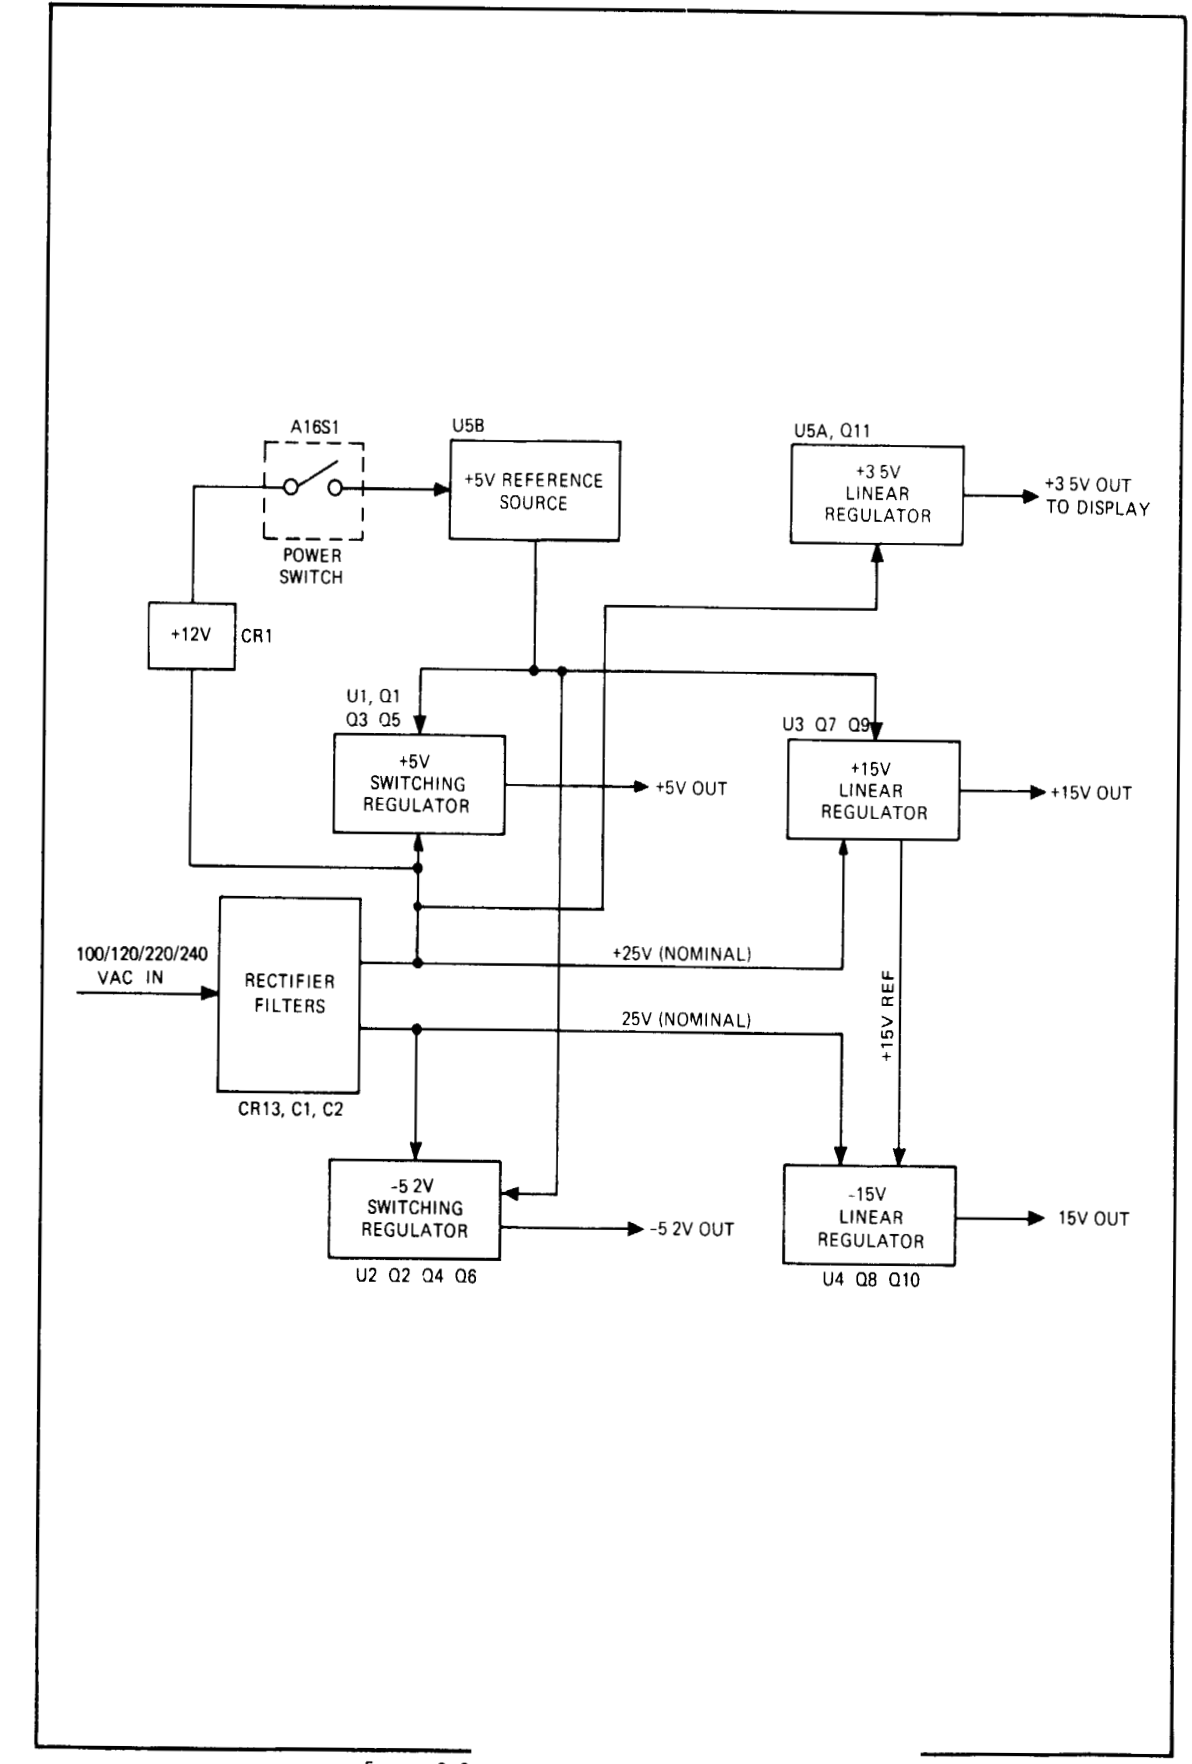 A16S1
POWER
SWITCH
U5B
+5V REFERENCE
SOURCE
U5A, Q11
+3 5V
LINEAR
REGULATOR
+3 5V OUT
TO DISPLAY
+12V
CR1
U1, Q1
Q3 Q5
+5V
SWITCHING
REGULATOR
+5V OUT
U3 Q7 Q9
+15V
LINEAR
REGULATOR
+15V OUT
100/120/220/240
VAC IN
RECTIFIER
FILTERS
CR13, C1, C2
+25V (NOMINAL)
25V (NOMINAL)
+15V REF
-5 2V
SWITCHING
REGULATOR
-5 2V OUT
U2 Q2 Q4 Q6
-15V
LINEAR
REGULATOR
15V OUT
U4 Q8 Q10